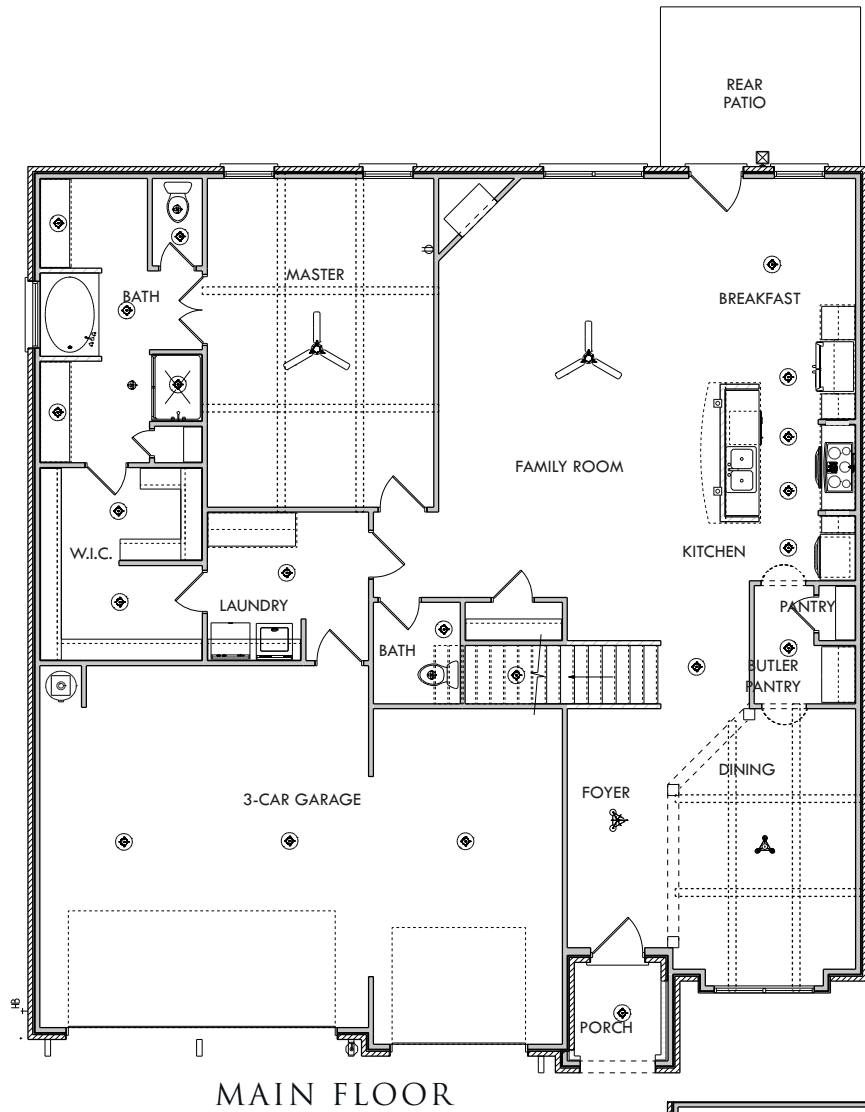 REAR
PATIO
MASTER
BATH
BREAKFAST
FAMILY ROOM
KITCHEN
W.I.C.
LAUNDRY
PANTRY
BATH
BUTLER
PANTRY
DINING
FOYER
3-CAR GARAGE
HB
PORCH
MAIN FLOOR